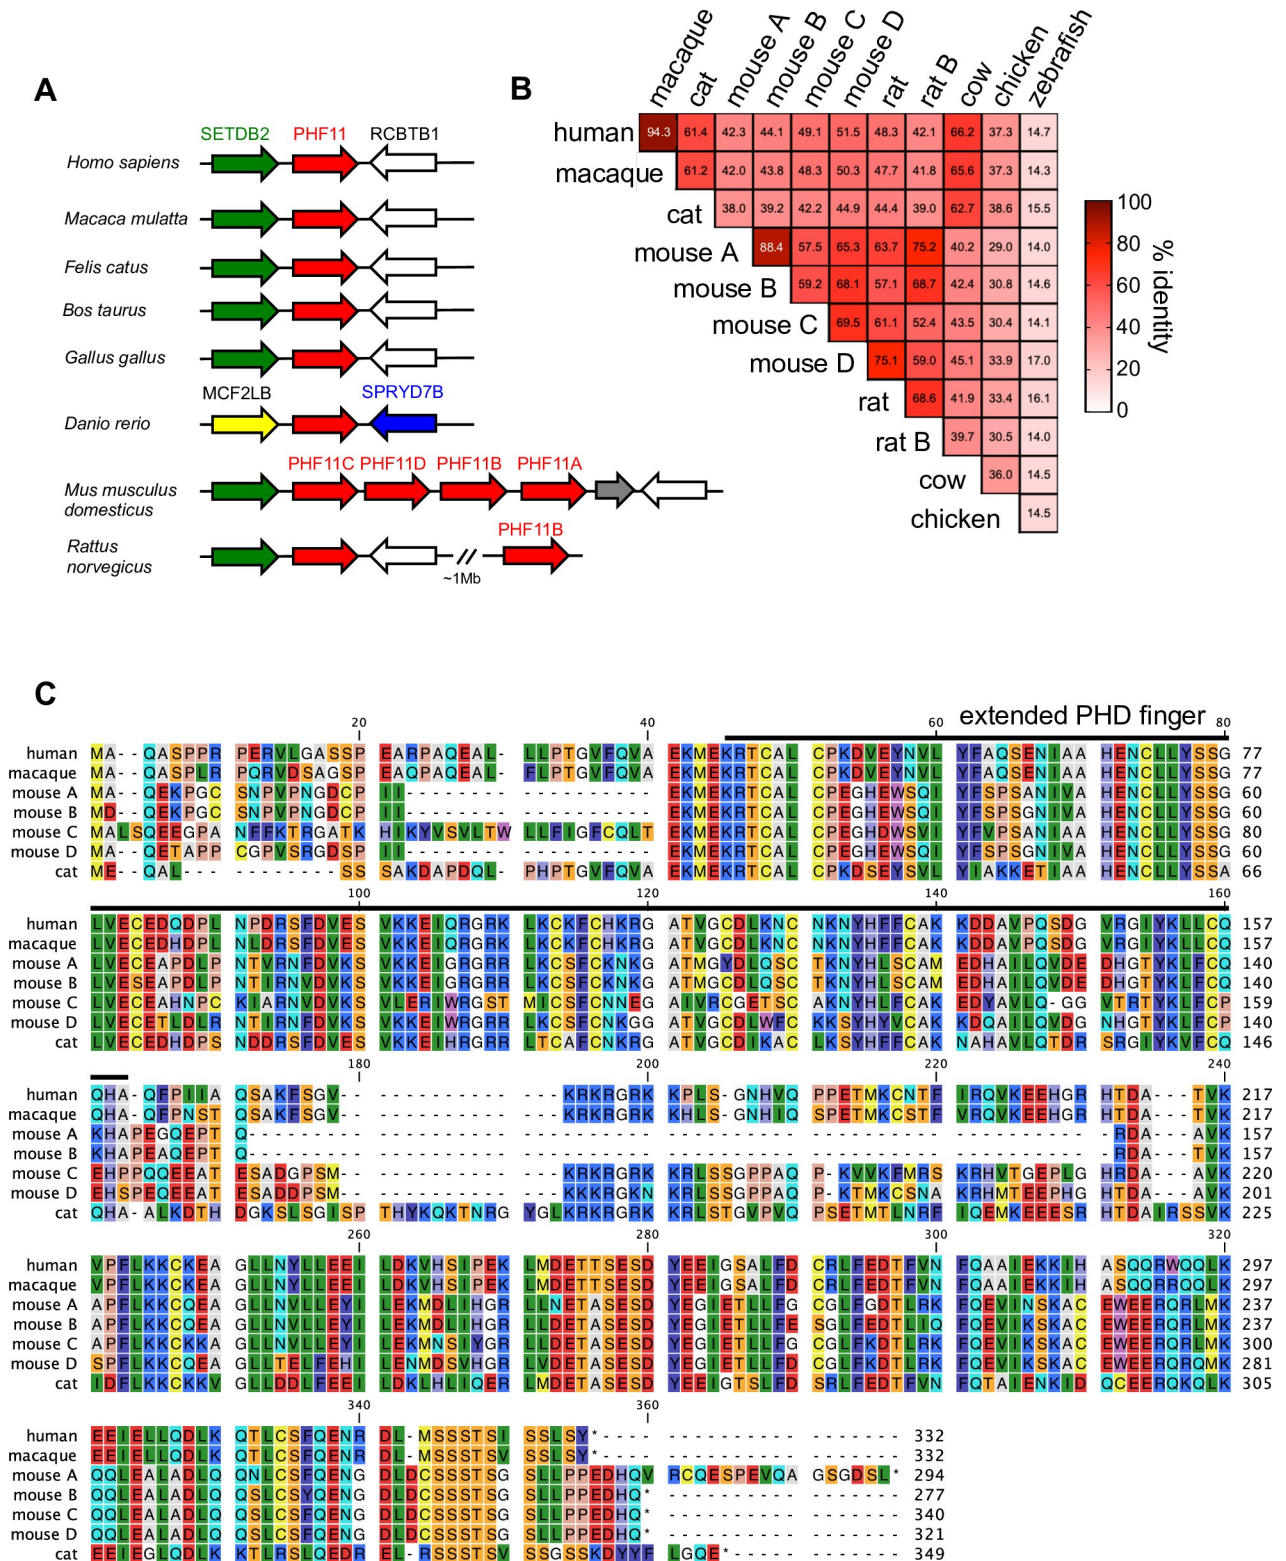 A
SETDB2 PHF11 RCBTB1
Homo sapiens
Macaca mulatta
Felis catus
Bos taurus
Gallus gallus
MCF2LB SPRYD7B
Danio rerio
PHF11C PHF11D PHF11B PHF11A
Mus musculus
domesticus
PHF11B
Rattus
norvegicus
~1Mb
B
macaque cat mouse A mouse B mouse C mouse D rat rat B cow chicken zebrafish
human 94.3 61.4 42.3 44.1 49.1 51.5 48.3 42.1 66.2 37.3 14.7
macaque 61.2 42.0 43.8 48.3 50.3 47.7 41.8 65.6 37.3 14.3
cat 38.0 39.2 42.2 44.9 44.4 39.0 62.7 38.6 15.5
mouse A 88.4 57.5 65.3 63.7 75.2 40.2 29.0 14.0
mouse B 59.2 68.1 57.1 68.7 42.4 30.8 14.6
mouse C 69.5 61.1 52.4 43.5 30.4 14.1
mouse D 75.1 59.0 45.1 33.9 17.0
rat 68.6 41.9 33.4 16.1
rat B 39.7 30.5 14.0
cow 36.0 14.5
chicken 14.5
100
80
60
40
20
0
% identity
C
extended PHD finger
20 40 60 80
human MA--QASPPR PERVLGASSP EARPAQEAL- LLPTGVFQVA EKMEKRTCAL CPKDVEYNVL YFAQSENIAA HENCLLYSSG 77
macaque MA--QASPLR PQRVDSAGSP EAQPAQEAL- FLPTGVFQVA EKMEKRTCAL CPKDVEYNVL YFAQSENIAA HENCLLYSSG 77
mouse A MA--QEKPGC SNPVPNGDCP II-------- ---------- EKMEKRTCAL CPEGHEWSQI YFSPSANIVA HENCLLYSSG 60
mouse B MD--QEKPGC SNPVPNGDCP II-------- ---------- EKMEKRTCAL CPEGHEWSQI YFSPSGNIVA HENCLLYSSG 60
mouse C MALSQEEGPA NFFKTRGATK HIKYVSVLTW LLFIGFCQLT EKMEKRTCAL CPEGHDWSVI YFVPSANIAA HENCLLYSSG 80
mouse D MA--QETAPP CGPVSRGDSP II-------- ---------- EKMEKRTCAL CPEGHEWSQI YFSPSGNIVA HENCLLYSSG 60
cat ME--QAL--- --------SS SAKDAPDQL- PHPTGVFQVA EKMEKRTCAL CPKDSEYSVL YIAKKETIAA HENCLLYSSA 66
100 120 140 160
human LVECEDQDPL NPDRSFDVES VKKEIQRGRK LKCKFCHKRG ATVGCDLKNC NKNYHFFCAK KDDAVPQSDG VRGIYKLLCQ 157
macaque LVECEDHDPL NLDRSFDVES VKKEIQRGRK LKCKFCHKRG ATVGCDLKNC NKNYHFFCAK KDDAVPQSDG VRGIYKLLCQ 157
mouse A LVECEAPDLP NTVRNFDVKS VKKEIGRGRR LKCSFCNKKG ATMGYDLQSC TKNYHLSCAM EDHAILQVDE DHGTYKLFCQ 140
mouse B LVESEAPDLP NTIRNVDVKS VKKEIGRGRR LKCSFCNKKG ATMGCDLQSC TKNYHLSCAM EDHAILQVDE DHGTYKLFCQ 140
mouse C LVECEAHNPC KIARNVDVKS VLERIWRGST MICSFCNNEG AIVRCGETSC AKNYHLFCAK EDYAVLQ-GG VTRTYKLFCP 159
mouse D LVECETLDLR NTIRNFDVKS VKKEIWRGRR LKCSFCNKGG ATVGCDLWFC KKSYHYVCAK KDQAILQVDG NHGTYKLFCP 140
cat LVECEDHDPS NDDRSFDVES VKKEIHRGRR LTCAFCNKRG ATVGCDIKAC LKSYHFFCAK NAHAVLQTDR SRGIYKVFCQ 146
180 200 220 240
human QHA-QFPIIA QSAKFSGV-- ---------- ---KRKRGRK KPLS-GNHVQ PPETMKCNTF IRQVKEEHGR HTDA---TVK 217
macaque QHA-QFPNST QSAKFSGV-- ---------- ---KRKRGRK KHLS-GNHIQ SPETMKCSTF IRQVKEEHGR HTDA---TVK 217
mouse A KHAPEGQEPT Q--------- ---------- ---------- ---------- ---------- ---------- -RDA---AVK 157
mouse B KHAPEAQEPT Q--------- ---------- ---------- ---------- ---------- ---------- -RDA---TVK 157
mouse C EHPPQQEEAT ESADGPSM-- ---------- ---KRKRGRK KRLSSGPPAQ P-KVVKFMRS KRHVTGEPLG HRDA---AVK 220
mouse D EHSPEQEEAT ESADDPSM-- ---------- ---KKKRGKN KRLSSGPPAQ P-KTMKCSNA KRHMTEEPHG HTDA---AVK 201
cat QHA-ALKDTH DGKSLSGISP THYKQKTNRG YGLKRKRGRK KRLSTGVPVQ PSETMTLNRF IQEMKEEESR HTDAIRSSVK 225
260 280 300 320
human VPFLKKCKEA GLLNYLLEEI LDKVHSIPEK LMDETTSESD YEEIGSALFD CRLFEDTFVN FQAAIEKKIH ASQQRWQQLK 297
macaque VPFLKKCKEA GLLNYLLEEI LDKVHSIPEK LMDETTSESD YEEIGSALFD CRLFEDTFVN FQAAIEKKIH ASQQRRQQLK 297
mouse A APFLKKCQEA GLLNVLLEYI LEKMDLIHGR LLNETASESD YEGIETLLFG CGLFGDTLRK FQEVINSKAC EWEERQRLMK 237
mouse B APFLKKCQEA GLLNVLLEYI LEKMDLIHGR LLDETASESD YEGIETLLFE SGLFEDTLIQ FQEVIKSKAC EWEERQRLMK 237
mouse C APFLKKCKKA GLLNVLLEYI LEKMNSIYGR LLDETASESD YEGIETLLFG CGLFKDTLRK FQEVIKSKAC EWEERQRLMK 300
mouse D SPFLKKCQEA GLLTELFEHI LENMDSVHGR LVDETASESD YEGIETLLFD CGLFKDTLRK FQEVIKSKAC EWEERQRQMK 281
cat IDFLKKCKKV GLLDDLFEEI LDKLHLIQER LMDETASESD YEEIGTSLFD SRLFEDTFVN FQTAIENKID QCEERQKQLK 349
340 360
human EEIELLQDLK QTLCSFQENR DL-MSSSTSI SSLSY*---- ---------- --------- 332
macaque EEIELLQDLK QTLCSFQENR DL-MSSSTSV SSLSY*---- ---------- --------- 332
mouse A QQLEALADLQ QNLCSFQENG DLDCSSSTSG SLLPPEDHQV RCQESPEVQA GSGDSL* 294
mouse B QQLEALADLQ QSLCSYQENG DLDCSSSTSG SLLPPEDHQ* ---------- ------- 277
mouse C QQLEALADLQ QSLCSFQENG DLDCSSSTSG SLLPPEDHQ* ---------- ------- 340
mouse D QQLEALADLQ QSLCSFQENG DLDCSSSTSG SLLPPEDHQ* ---------- ------- 321
cat EEIEGLQDLK KTLRSLQEDR EL-RSSSTSV SSGSSKDYYF LGQE*----- ------- 349